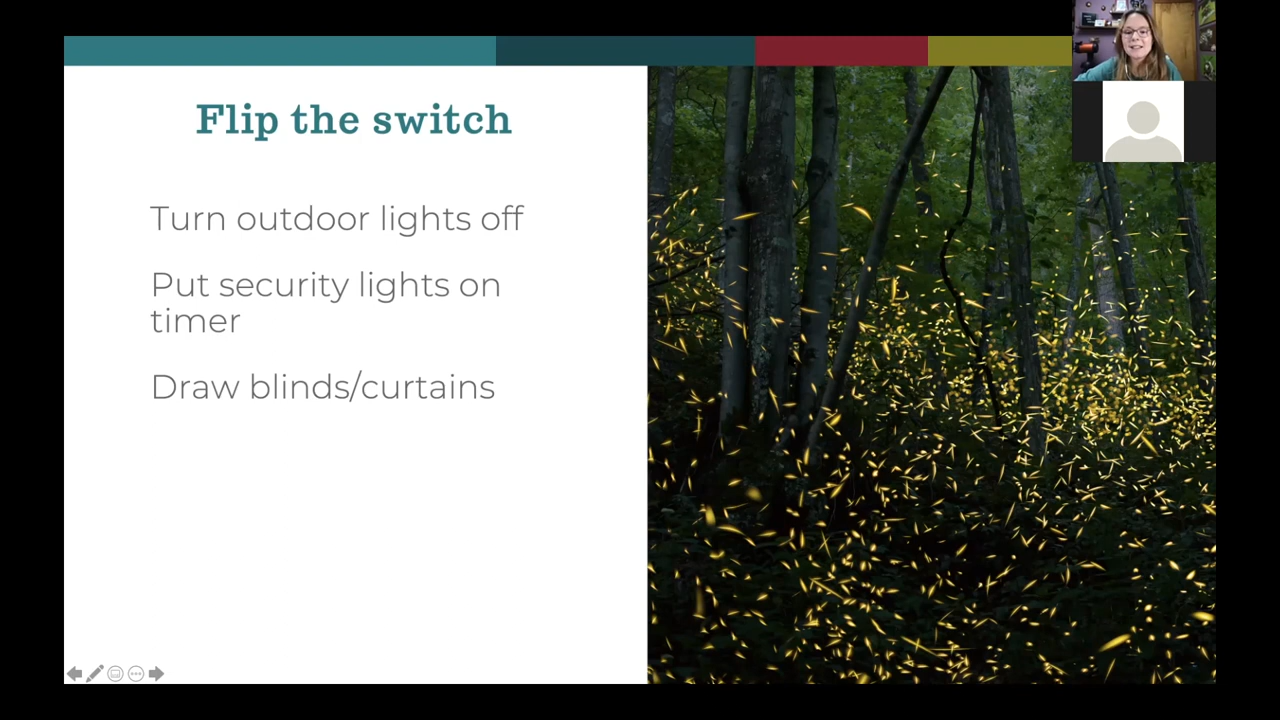 Flip the switch
Turn outdoor lights off
Put security lights on
timer
Draw blinds/curtains